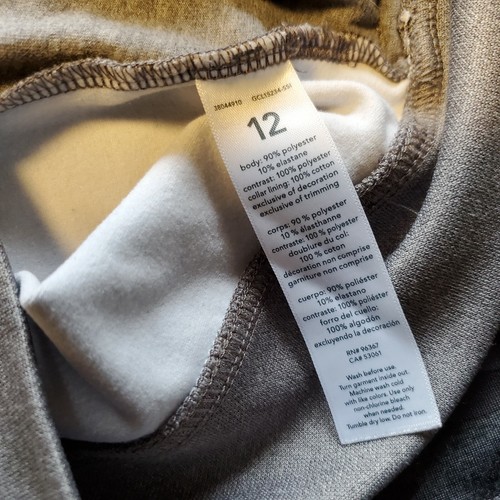 38044910 GCL15234-SSF
12
body: 90% polyester
10% elastane
contrast: 100% polyester
collar lining: 100% cotton
exclusive of decoration
exclusive of trimming
corps: 90 % polyester
10 % élasthanne
contraste: 100 % polyester
doublure du col:
100 % coton
décoration non comprise
garniture non comprise
cuerpo: 90% poliéster
10% elastano
contraste: 100% poliéster
forro del cuello:
100% algodón
excluyendo la decoración
RN# 96367
CA# 53061
Wash before use.
Turn garment inside out.
Machine wash cold
with like colors. Use only
non-chlorine bleach
when needed.
Tumble dry low. Do not iron.